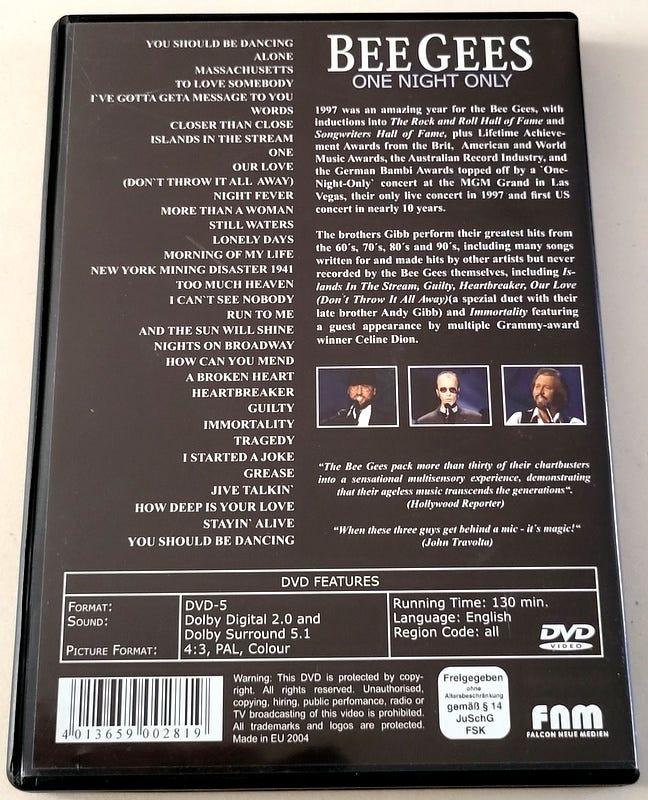 YOU SHOULD BE DANCING
ALONE
MASSACHUSETTS
TO LOVE SOMEBODY
I'VE GOTTA GETA MESSAGE TO YOU
WORDS
CLOSER THAN CLOSE
ISLANDS IN THE STREAM
ONE
OUR LOVE
(DON`T THROW IT ALL AWAY)
NIGHT FEVER
MORE THAN A WOMAN
STILL WATERS
LONELY DAYS
MORNING OF MY LIFE
NEW YORK MINING DISASTER 1941
TOO MUCH HEAVEN
I CAN`T SEE NOBODY
RUN TO ME
AND THE SUN WILL SHINE
NIGHTS ON BROADWAY
HOW CAN YOU MEND
A BROKEN HEART
HEARTBREAKER
GUILTY
IMMORTALITY
TRAGEDY
I STARTED A JOKE
GREASE
JIVE TALKIN`
HOW DEEP IS YOUR LOVE
STAYIN` ALIVE
YOU SHOULD BE DANCING
BEE GEES
ONE NIGHT ONLY
1997 was an amazing year for the Bee Gees, with
inductions into The Rock and Roll Hall of Fame and
Songwriters Hall of Fame, plus Lifetime Achieve-
ment Awards from the Brit, American and World
Music Awards, the Australian Record Industry, and
the German Bambi Awards topped off by a `One-
Night-Only` concert at the MGM Grand in Las
Vegas, their only live concert in 1997 and first US
concert in nearly 10 years.
The brothers Gibb perform their greatest hits from
the 60´s, 70´s, 80´s and 90´s, including many songs
written for and made hits by other artists but never
recorded by the Bee Gees themselves, including Is-
lands In The Stream, Guilty, Heartbreaker, Our Love
(Don´t Throw It All Away)(a spezial duet with their
late brother Andy Gibb) and Immortality featuring
a guest appearance by multiple Grammy-award
winner Celine Dion.
“The Bee Gees pack more than thirty of their chartbusters
into a sensational multisensory experience, demonstrating
that their ageless music transcends the generations“.
(Hollywood Reporter)
“When these three guys get behind a mic - it´s magic!“
(John Travolta)
DVD FEATURES
FORMAT: DVD-5
SOUND: Dolby Digital 2.0 and
Dolby Surround 5.1
PICTURE FORMAT: 4:3, PAL, Colour
Running Time: 130 min.
Language: English
Region Code: all
DVD
VIDEO
4 013659 002819
Warning: This DVD is protected by copy-
right. All rights reserved. Unauthorised,
copying, hiring, public perfomance, radio or
TV broadcasting of this video is prohibited.
All trademarks and logos are protected.
Made in EU 2004
Freigegeben
ohne
Altersbeschränkung
gemäß § 14
JuSchG
FSK
FNM
FALCON NEUE MEDIEN